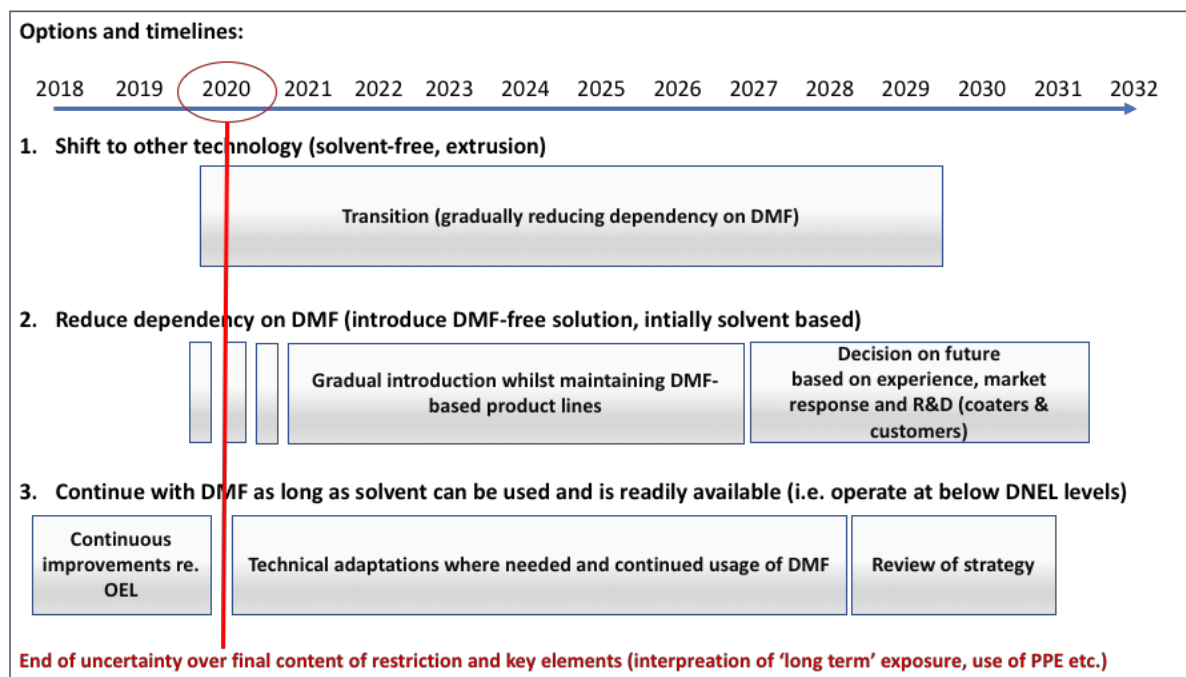 Options and timelines:
2018 2019 2020 2021 2022 2023 2024 2025 2026 2027 2028 2029 2030 2031 2032
1. Shift to other technology (solvent-free, extrusion)
Transition (gradually reducing dependency on DMF)
2. Reduce dependency on DMF (introduce DMF-free solution, intially solvent based)
Gradual introduction whilst maintaining DMF-
based product lines
Decision on future
based on experience, market
response and R&D (coaters &
customers)
3. Continue with DMF as long as solvent can be used and is readily available (i.e. operate at below DNEL levels)
Continuous
improvements re.
OEL
Technical adaptations where needed and continued usage of DMF
Review of strategy
End of uncertainty over final content of restriction and key elements (interpreation of ‘long term’ exposure, use of PPE etc.)